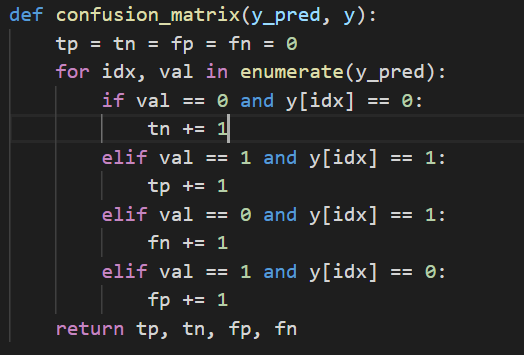 def confusion_matrix(y_pred, y):
    tp = tn = fp = fn = 0
    for idx, val in enumerate(y_pred):
        if val == 0 and y[idx] == 0:
            tn += 1
        elif val == 1 and y[idx] == 1:
            tp += 1
        elif val == 0 and y[idx] == 1:
            fn += 1
        elif val == 1 and y[idx] == 0:
            fp += 1
    return tp, tn, fp, fn